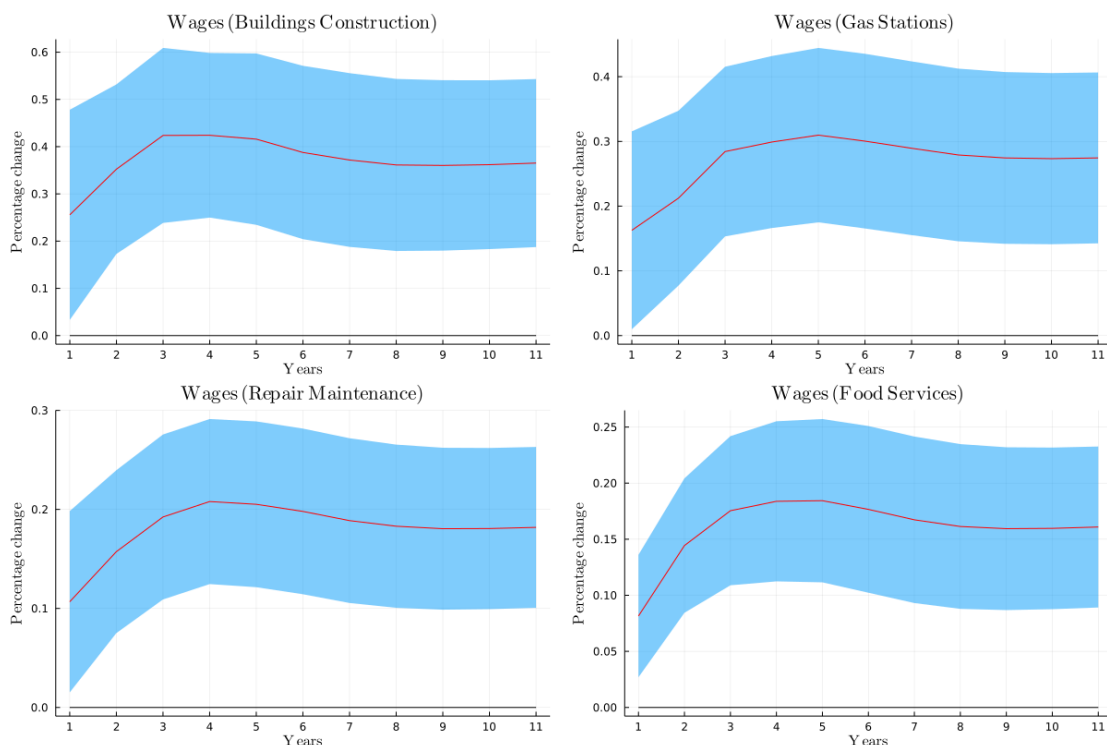 Wages (Buildings Construction)
Percentage change
0.6
0.5
0.4
0.3
0.2
0.1
0.0
1 2 3 4 5 6 7 8 9 10 11
Years
Wages (Gas Stations)
Percentage change
0.4
0.3
0.2
0.1
0.0
1 2 3 4 5 6 7 8 9 10 11
Years
Wages (Repair Maintenance)
Percentage change
0.3
0.2
0.1
0.0
1 2 3 4 5 6 7 8 9 10 11
Years
Wages (Food Services)
Percentage change
0.25
0.20
0.15
0.10
0.05
0.00
1 2 3 4 5 6 7 8 9 10 11
Years